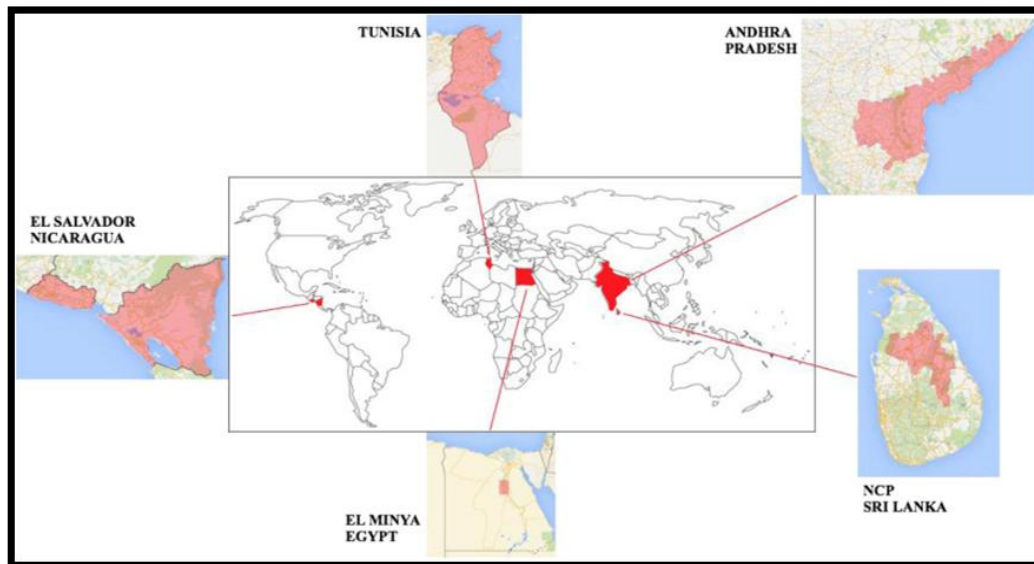 TUNISIA
ANDHRA
PRADESH
EL SALVADOR
NICARAGUA
EL MINYA
EGYPT
NCP
SRI LANKA